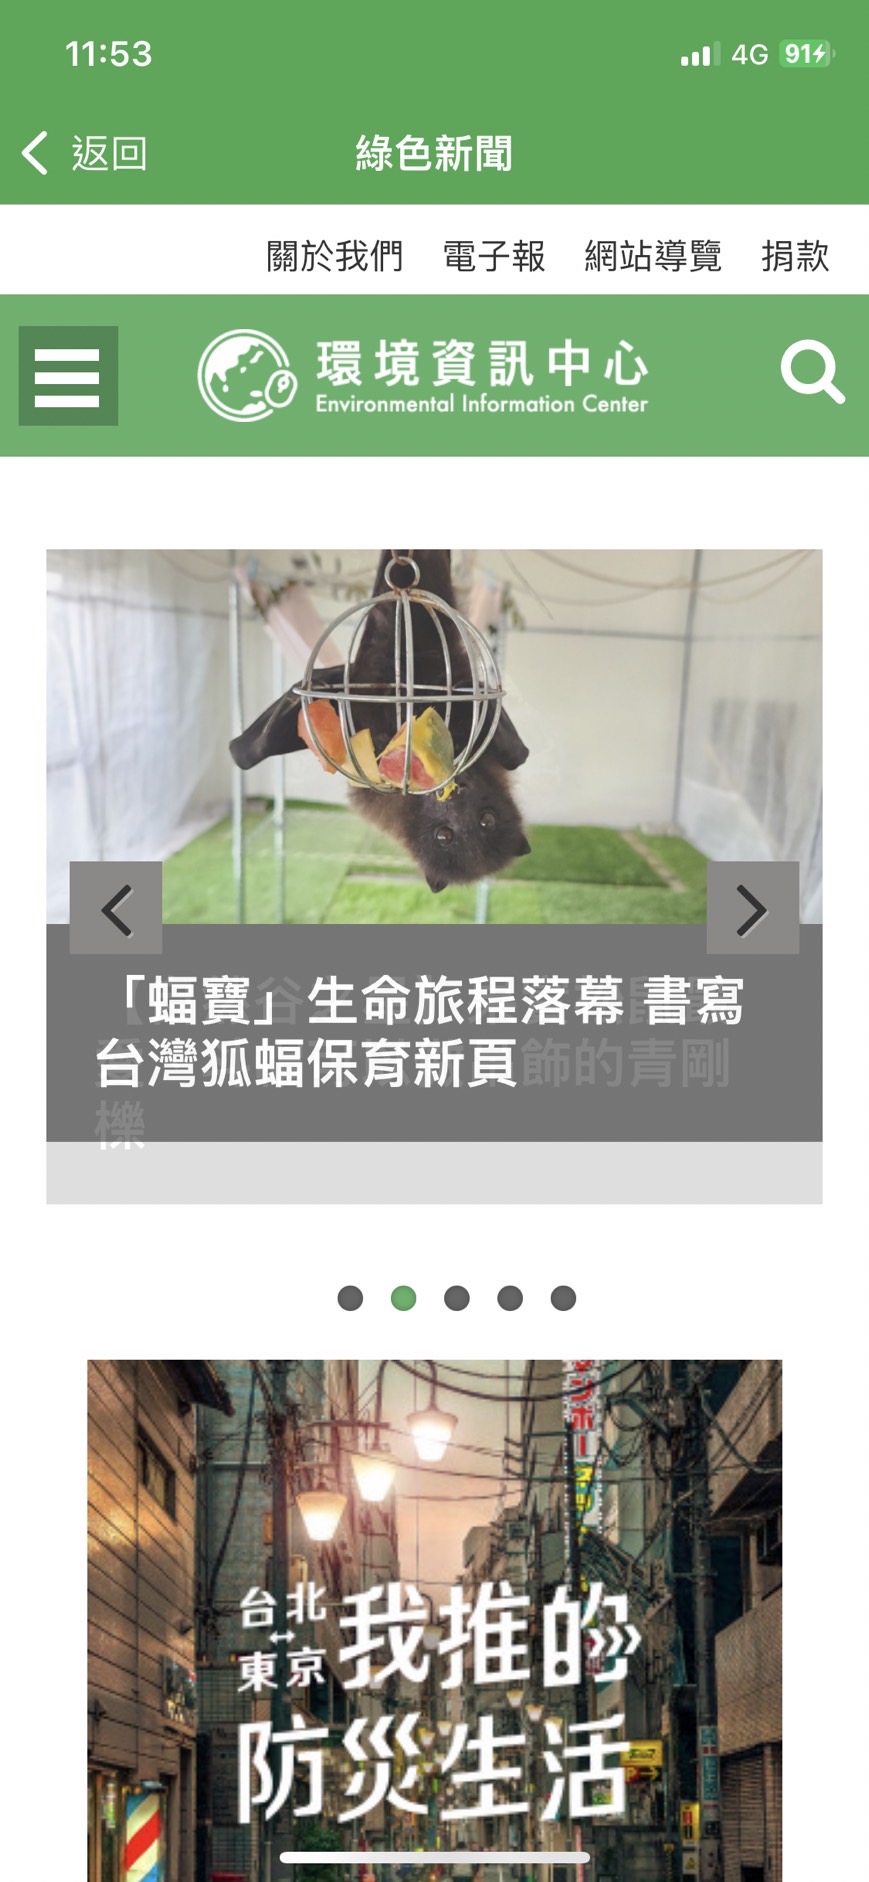 11:53
4G 91
返回 綠色新聞
關於我們 電子報 網站導覽 捐款
環境資訊中心
Environmental Information Center
「蝠寶」生命旅程落幕 書寫
台灣狐蝠保育新頁
飾的青剛
櫟
台北↔東京 我推的
防災生活